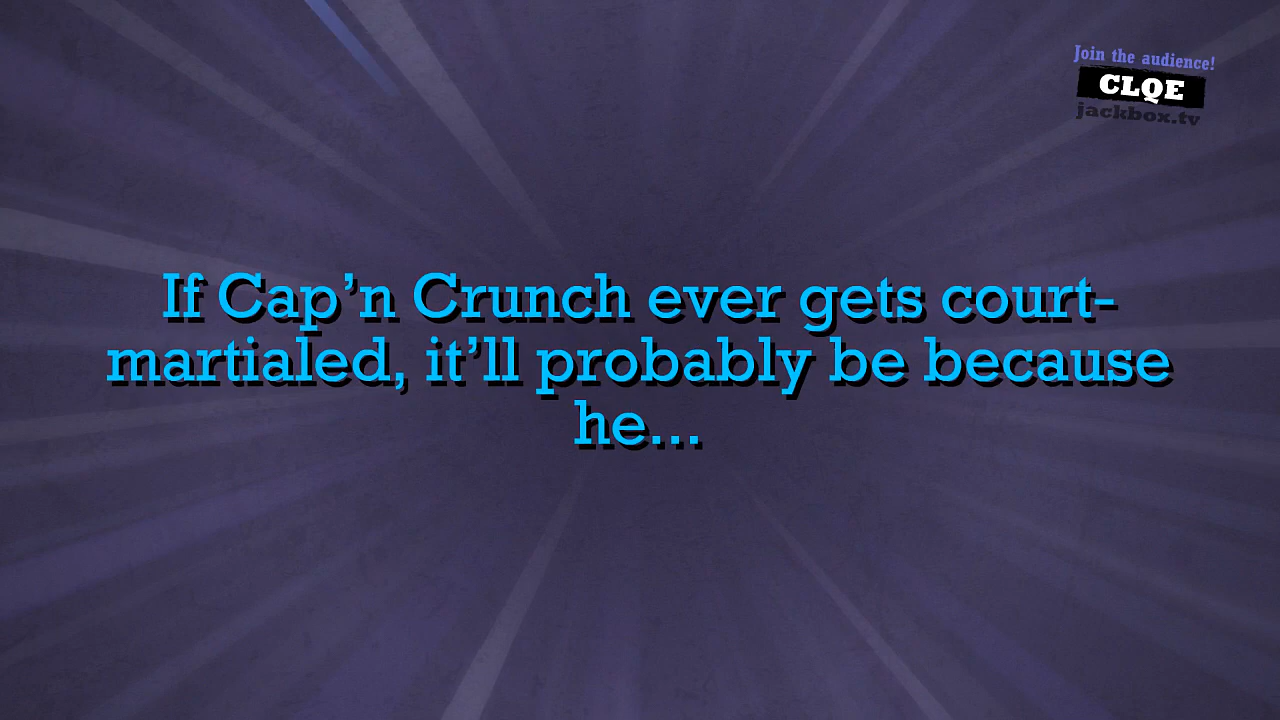 Join the audience!
CLQE
jackbox.tv
If Cap’n Crunch ever gets court-
martialed, it’ll probably be because
he...